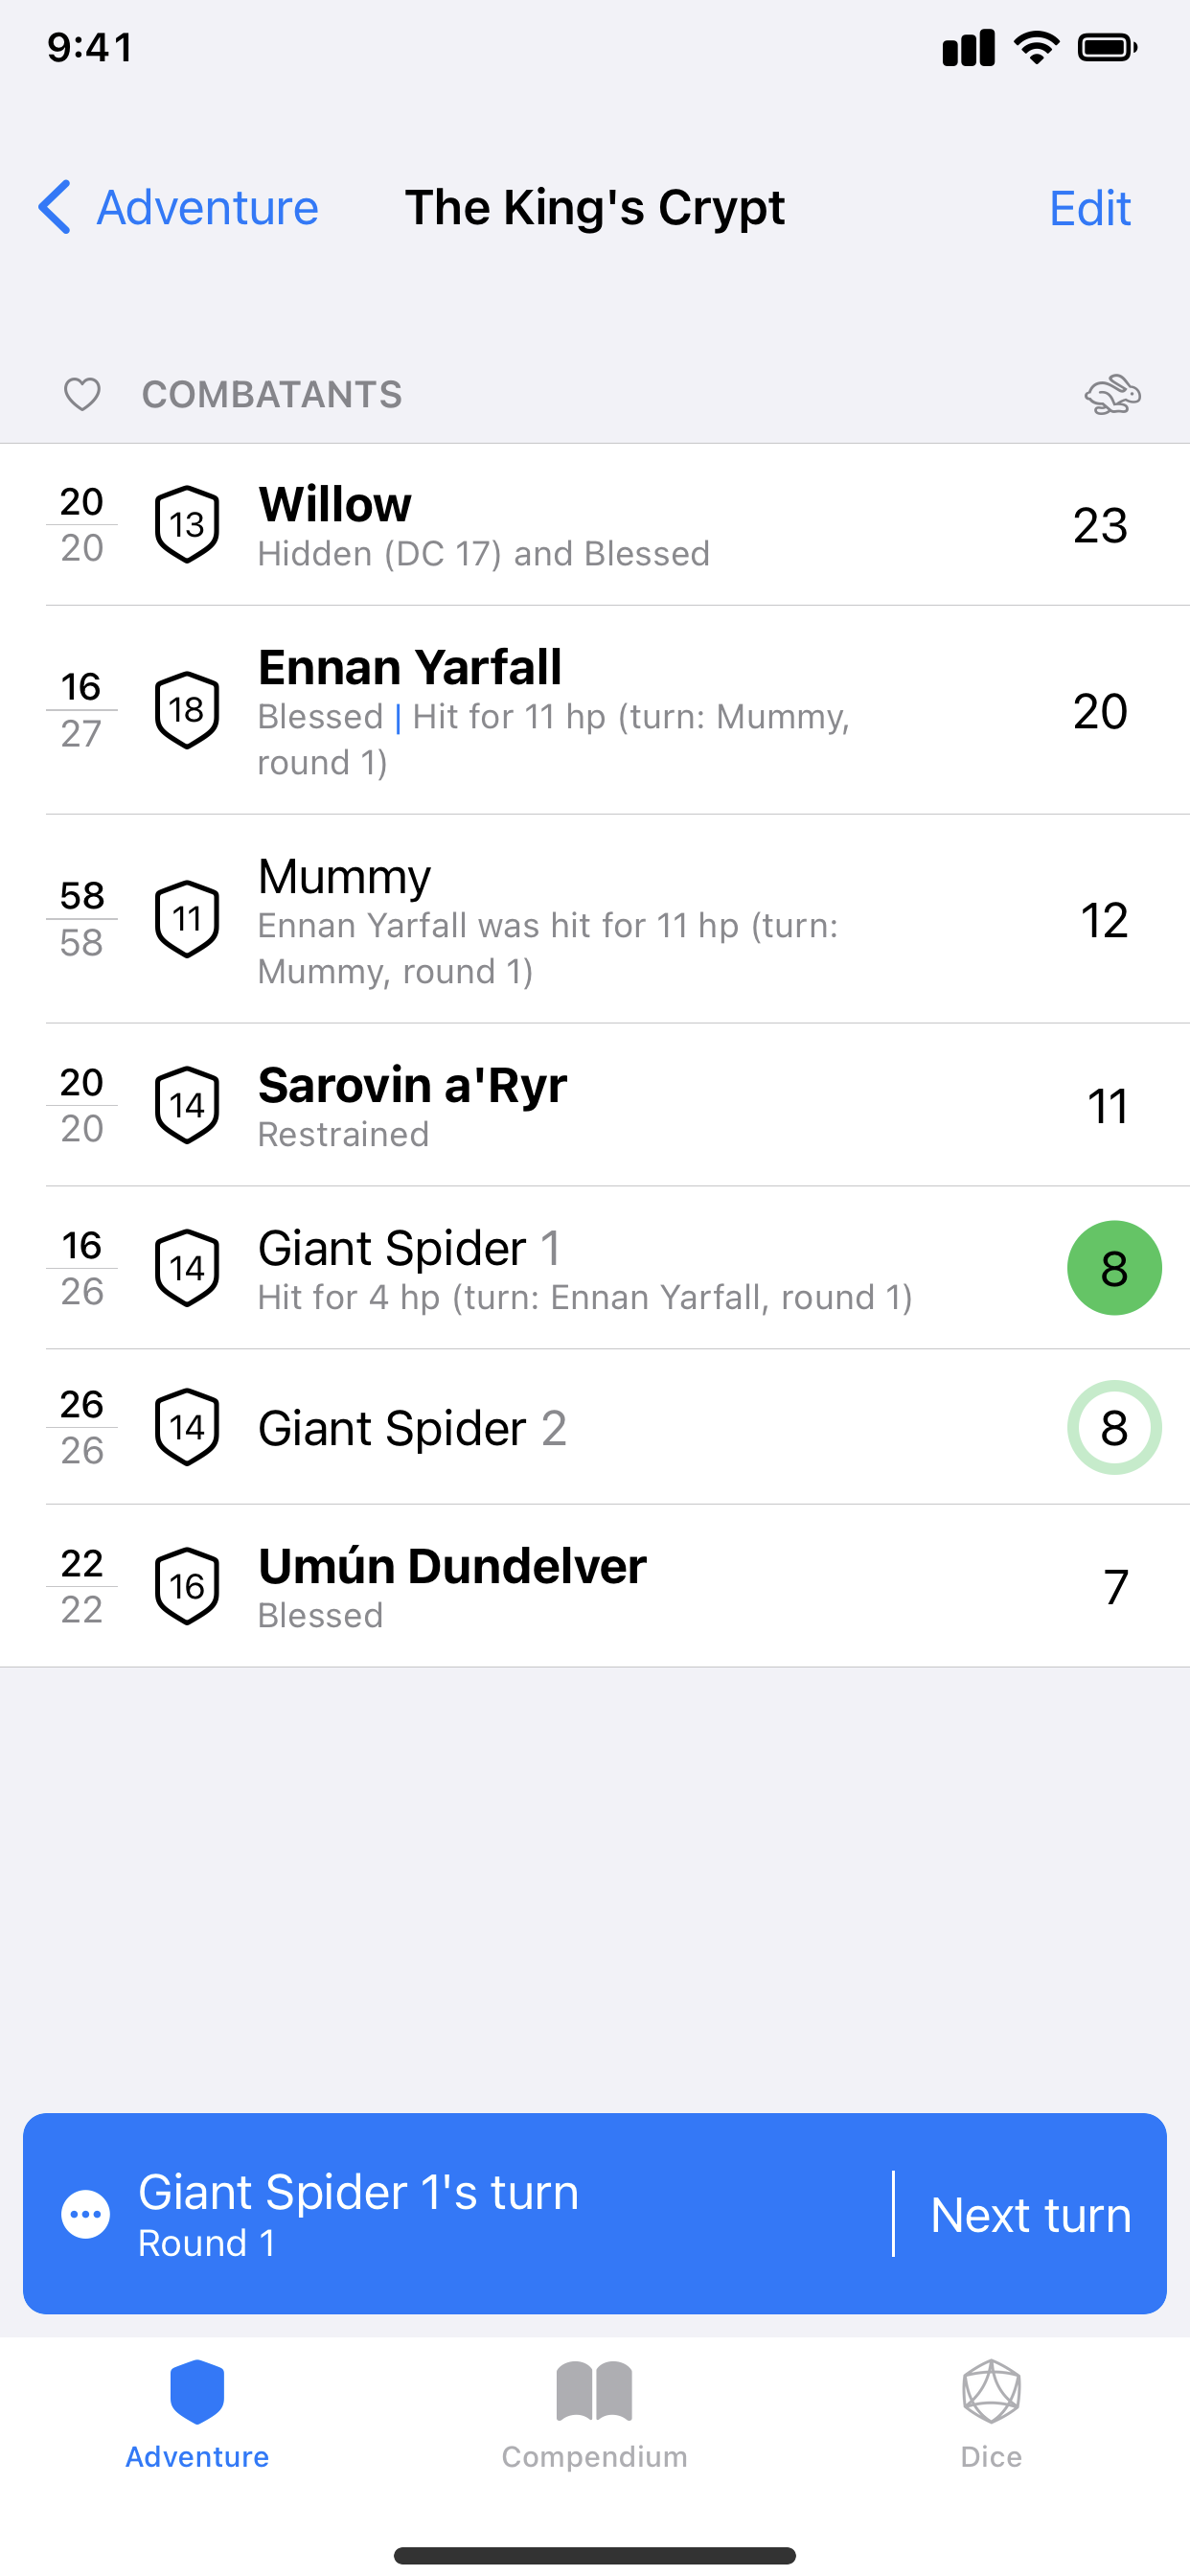 9:41
Adventure
The King's Crypt
Edit
COMBATANTS
20
20
13
Willow
Hidden (DC 17) and Blessed
23
16
27
18
Ennan Yarfall
Blessed | Hit for 11 hp (turn: Mummy,
round 1)
20
58
58
11
Mummy
Ennan Yarfall was hit for 11 hp (turn:
Mummy, round 1)
12
20
20
14
Sarovin a'Ryr
Restrained
11
16
26
14
Giant Spider 1
Hit for 4 hp (turn: Ennan Yarfall, round 1)
8
26
26
14
Giant Spider 2
8
22
22
16
Umún Dundelver
Blessed
7
Giant Spider 1's turn
Round 1
Next turn
Adventure
Compendium
Dice